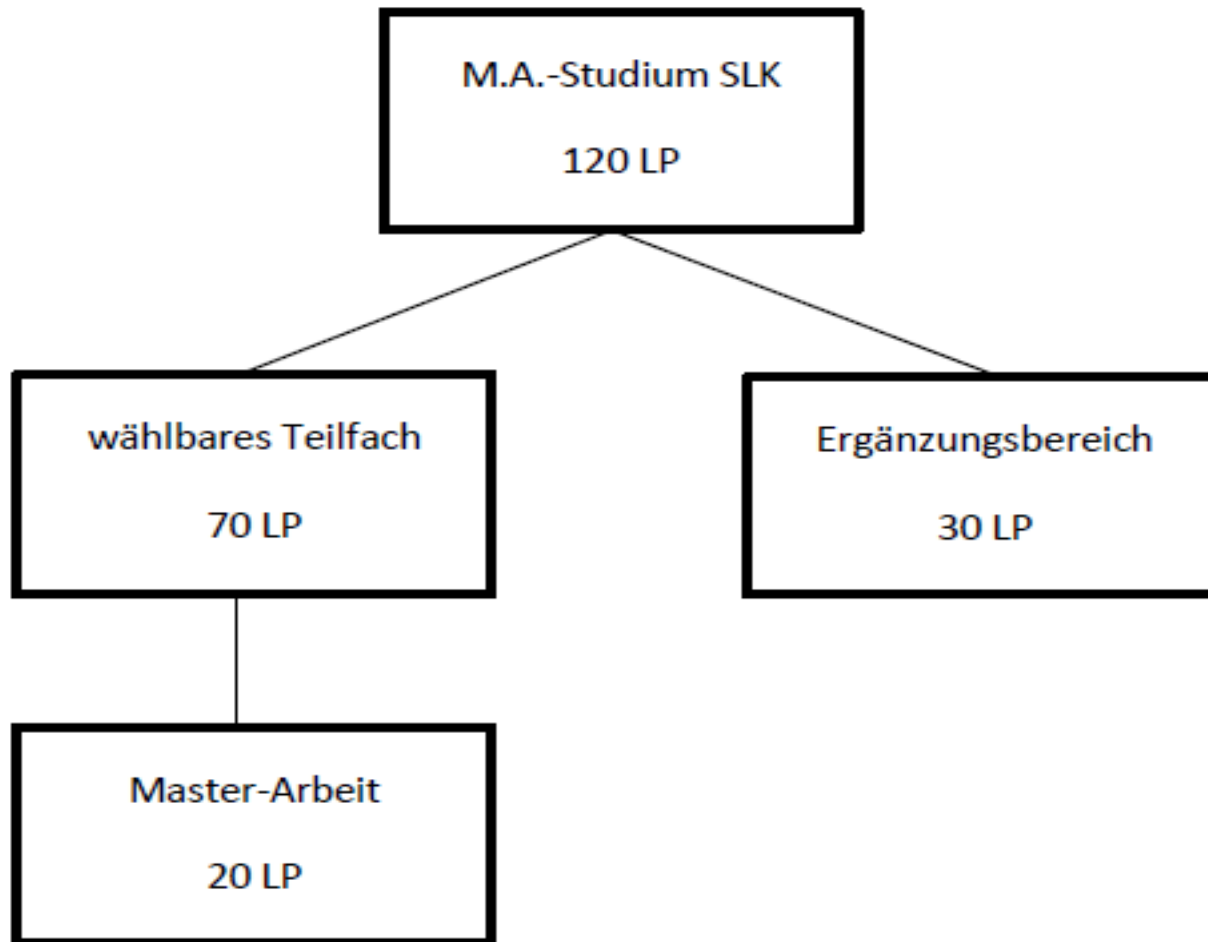 M.A.-Studium SLK
120 LP
wählbares Teilfach
70 LP
Ergänzungsbereich
30 LP
Master-Arbeit
20 LP